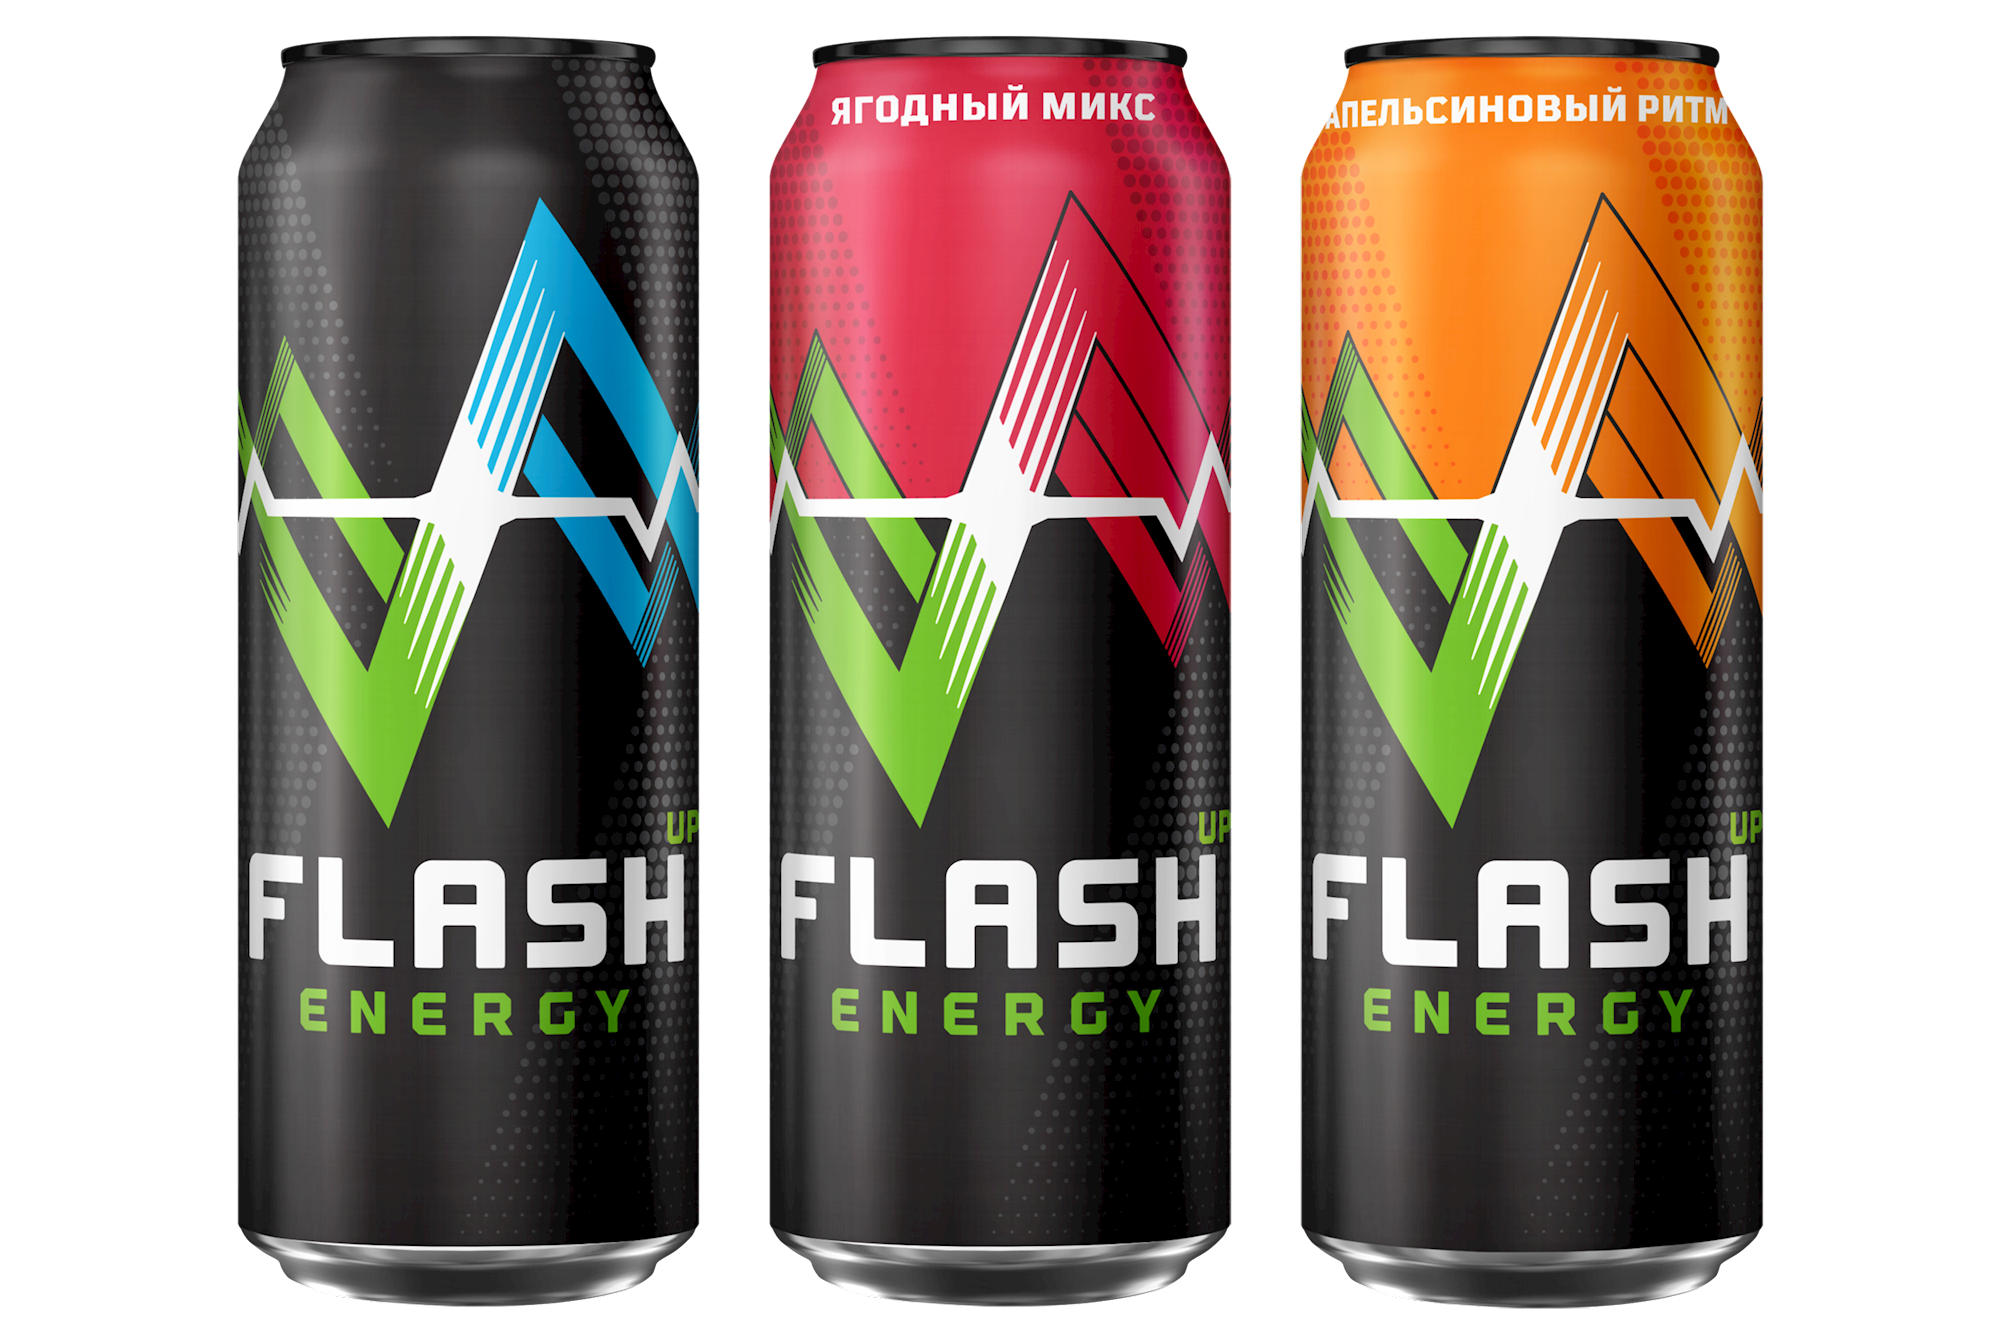 UP
FLASH
ENERGY
ЯГОДНЫЙ МИКС
UP
FLASH
ENERGY
АПЕЛЬСИНОВЫЙ РИТМ
UP
FLASH
ENERGY